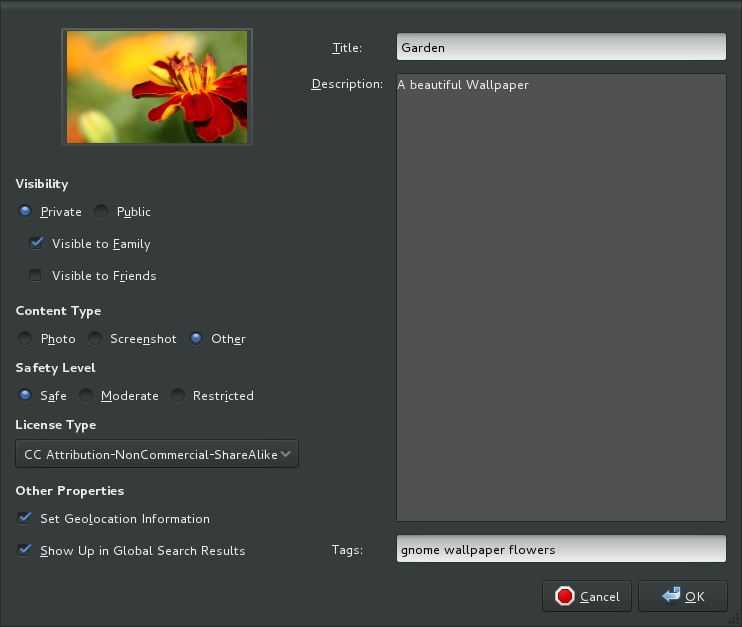 Title:
Garden
Description:
A beautiful Wallpaper
Visibility
Private Public
Visible to Family
Visible to Friends
Content Type
Photo Screenshot Other
Safety Level
Safe Moderate Restricted
License Type
CC Attribution-NonCommercial-ShareAlike
Other Properties
Set Geolocation Information
Show Up in Global Search Results
Tags:
gnome wallpaper flowers
Cancel OK